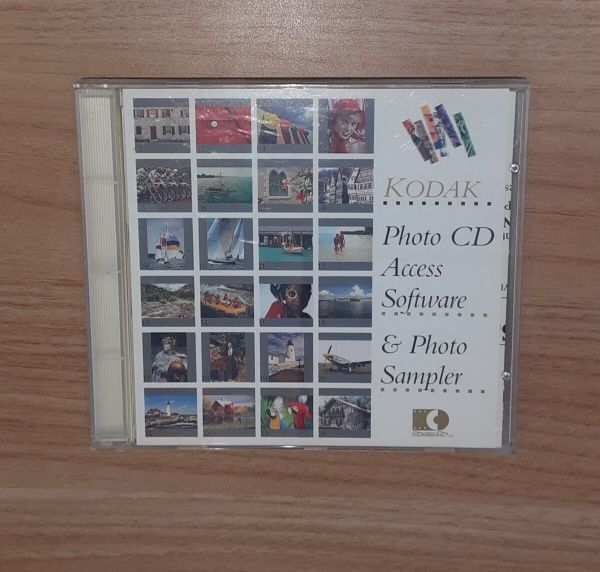 KODAK
Photo CD
Access
Software
& Photo
Sampler